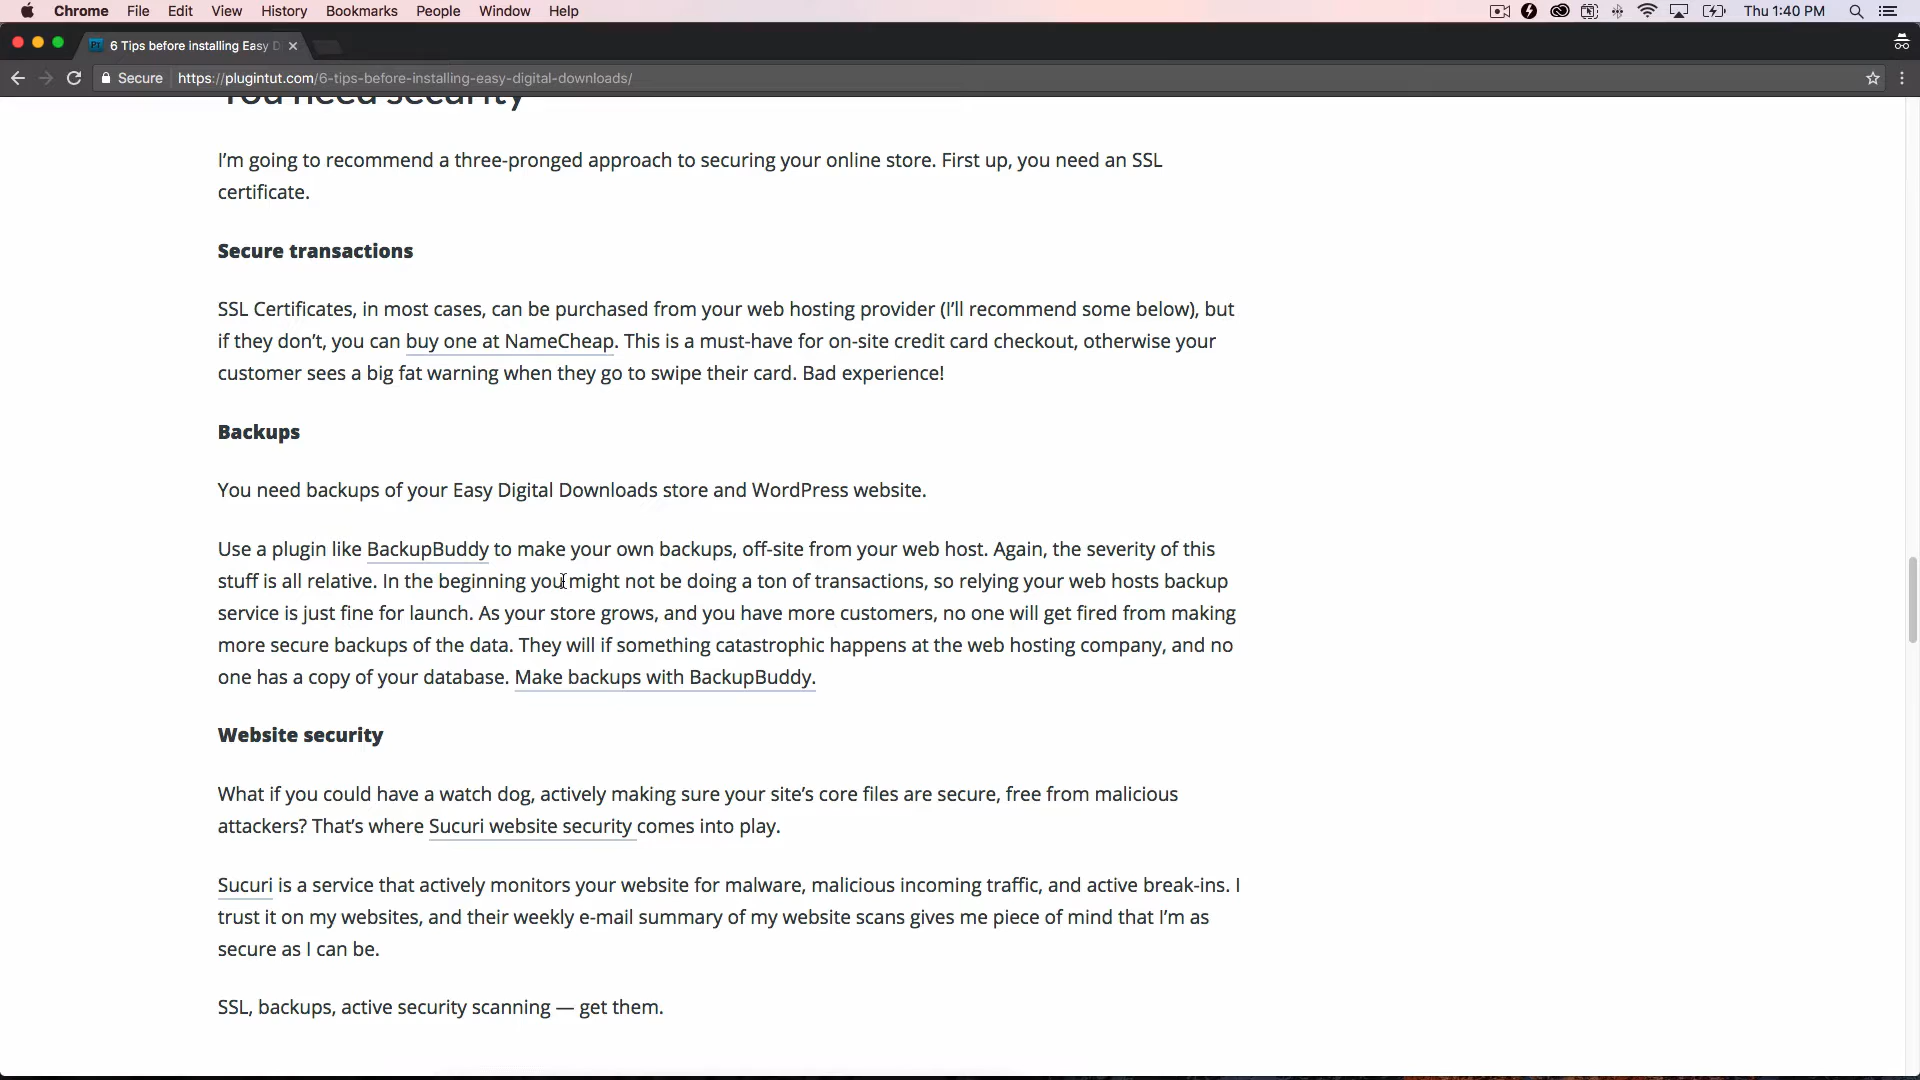 Chrome File Edit View History Bookmarks People Window Help Thu 1:40 PM
6 Tips before installing Easy D
Secure https://plugintut.com/6-tips-before-installing-easy-digital-downloads/
You need security
I'm going to recommend a three-pronged approach to securing your online store. First up, you need an SSL
certificate.
Secure transactions
SSL Certificates, in most cases, can be purchased from your web hosting provider (I'll recommend some below), but
if they don't, you can buy one at NameCheap. This is a must-have for on-site credit card checkout, otherwise your
customer sees a big fat warning when they go to swipe their card. Bad experience!
Backups
You need backups of your Easy Digital Downloads store and WordPress website.
Use a plugin like BackupBuddy to make your own backups, off-site from your web host. Again, the severity of this
stuff is all relative. In the beginning you might not be doing a ton of transactions, so relying your web hosts backup
service is just fine for launch. As your store grows, and you have more customers, no one will get fired from making
more secure backups of the data. They will if something catastrophic happens at the web hosting company, and no
one has a copy of your database. Make backups with BackupBuddy.
Website security
What if you could have a watch dog, actively making sure your site's core files are secure, free from malicious
attackers? That's where Sucuri website security comes into play.
Sucuri is a service that actively monitors your website for malware, malicious incoming traffic, and active break-ins. I
trust it on my websites, and their weekly e-mail summary of my website scans gives me piece of mind that I'm as
secure as I can be.
SSL, backups, active security scanning — get them.